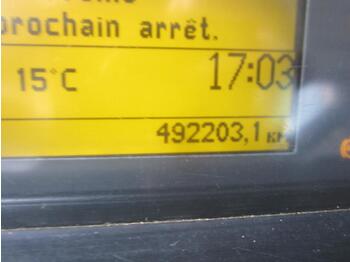 prochain arrêt.
15°C 17:03
492203,1 km